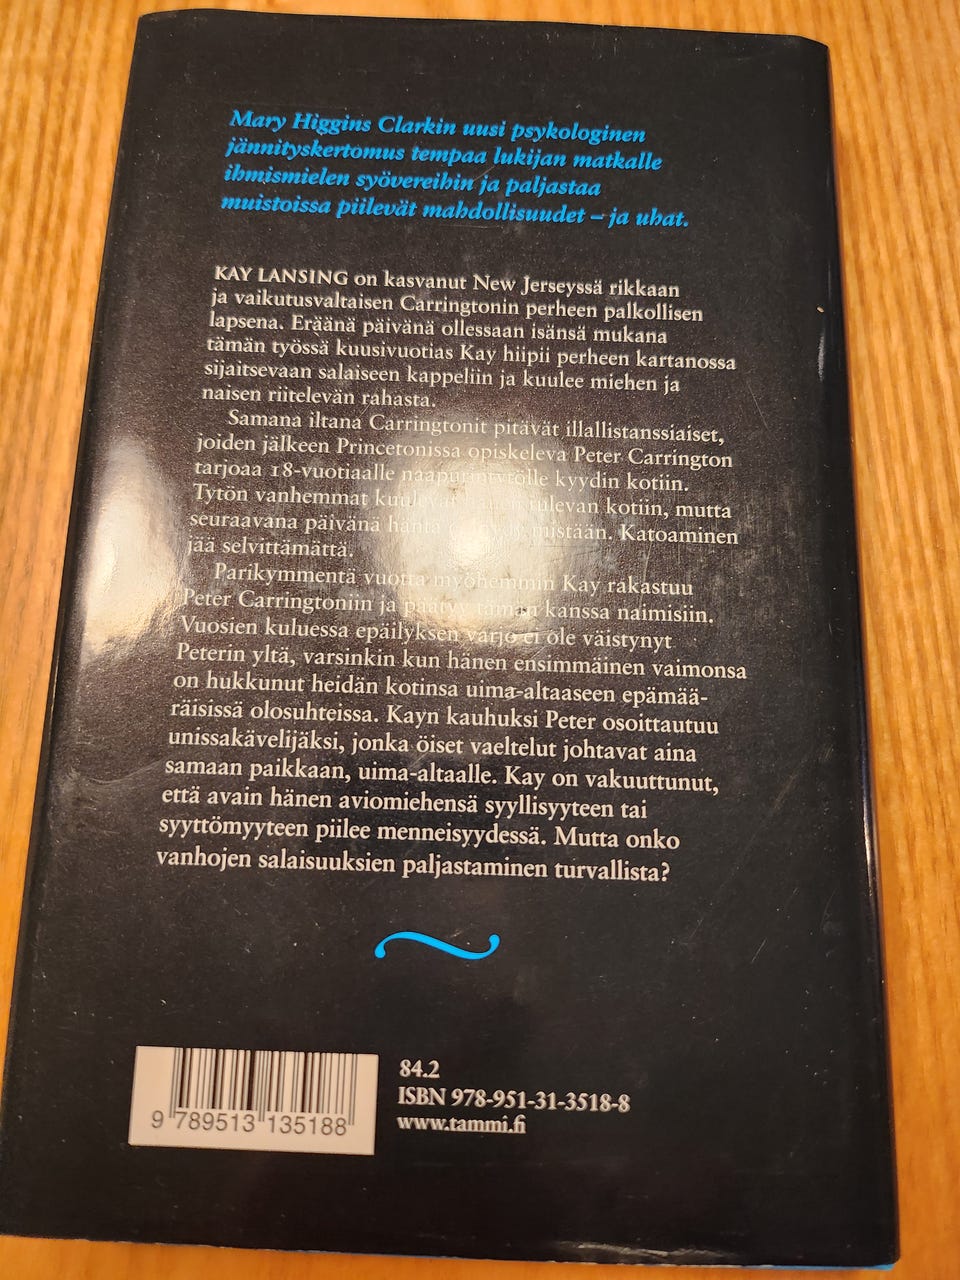 Mary Higgins Clarkin uusi psykologinen
jännityskertomus tempaa lukijan matkalle
ihmismielen syövereihin ja paljastaa
muistoissa piilevät mahdollisuudet – ja uhat.
KAY LANSING on kasvanut New Jerseyssä rikkaan
ja vaikutusvaltaisen Carringtonin perheen palkollisen
lapsena. Eräänä päivänä ollessaan isänsä mukana
tämän työssä kuusivuotias Kay hiipii perheen kartanossa
sijaitsevaan salaiseen kappeliin ja kuulee miehen ja
naisen riitelevän rahasta.
Samana iltana Carringtonit pitävät illallistanssiaiset,
joiden jälkeen Princetonissa opiskeleva Peter Carrington
tarjoaa 18-vuotiaalle naapurintytölle kyydin kotiin.
Tytön vanhemmat kuulevat tulevan kotiin, mutta
seuraavana päivänä häntä mistään. Katoaminen
jää selvittämättä.
Parikymmentä vuotta myöhemmin Kay rakastuu
Peter Carringtoniin ja päätyy tämän kanssa naimisiin.
Vuosien kuluessa epäilyksen varjo ei ole väistynyt
Peterin yltä, varsinkin kun hänen ensimmäinen vaimonsa
on hukkunut heidän kotinsa uima-altaaseen epämää-
räisissä olosuhteissa. Kayn kauhuksi Peter osoittautuu
unissakävelijäksi, jonka öiset vaeltelut johtavat aina
samaan paikkaan, uima-altaalle. Kay on vakuuttunut,
että avain hänen aviomiehensä syyllisyyteen tai
syyttömyyteen piilee menneisyydessä. Mutta onko
vanhojen salaisuuksien paljastaminen turvallista?
84.2
ISBN 978-951-31-3518-8
www.tammi.fi
9 789513 135188